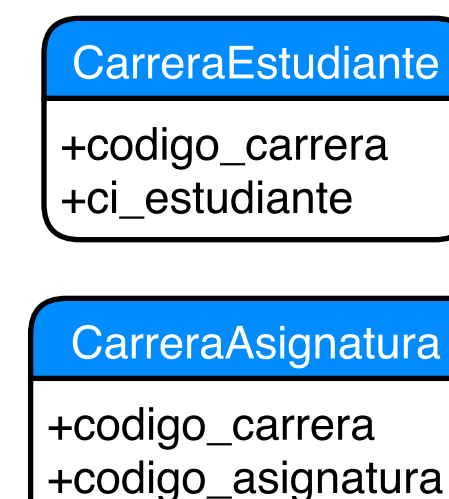 CarreraEstudiante
+codigo_carrera
+ci_estudiante
CarreraAsignatura
+codigo_carrera
+codigo_asignatura